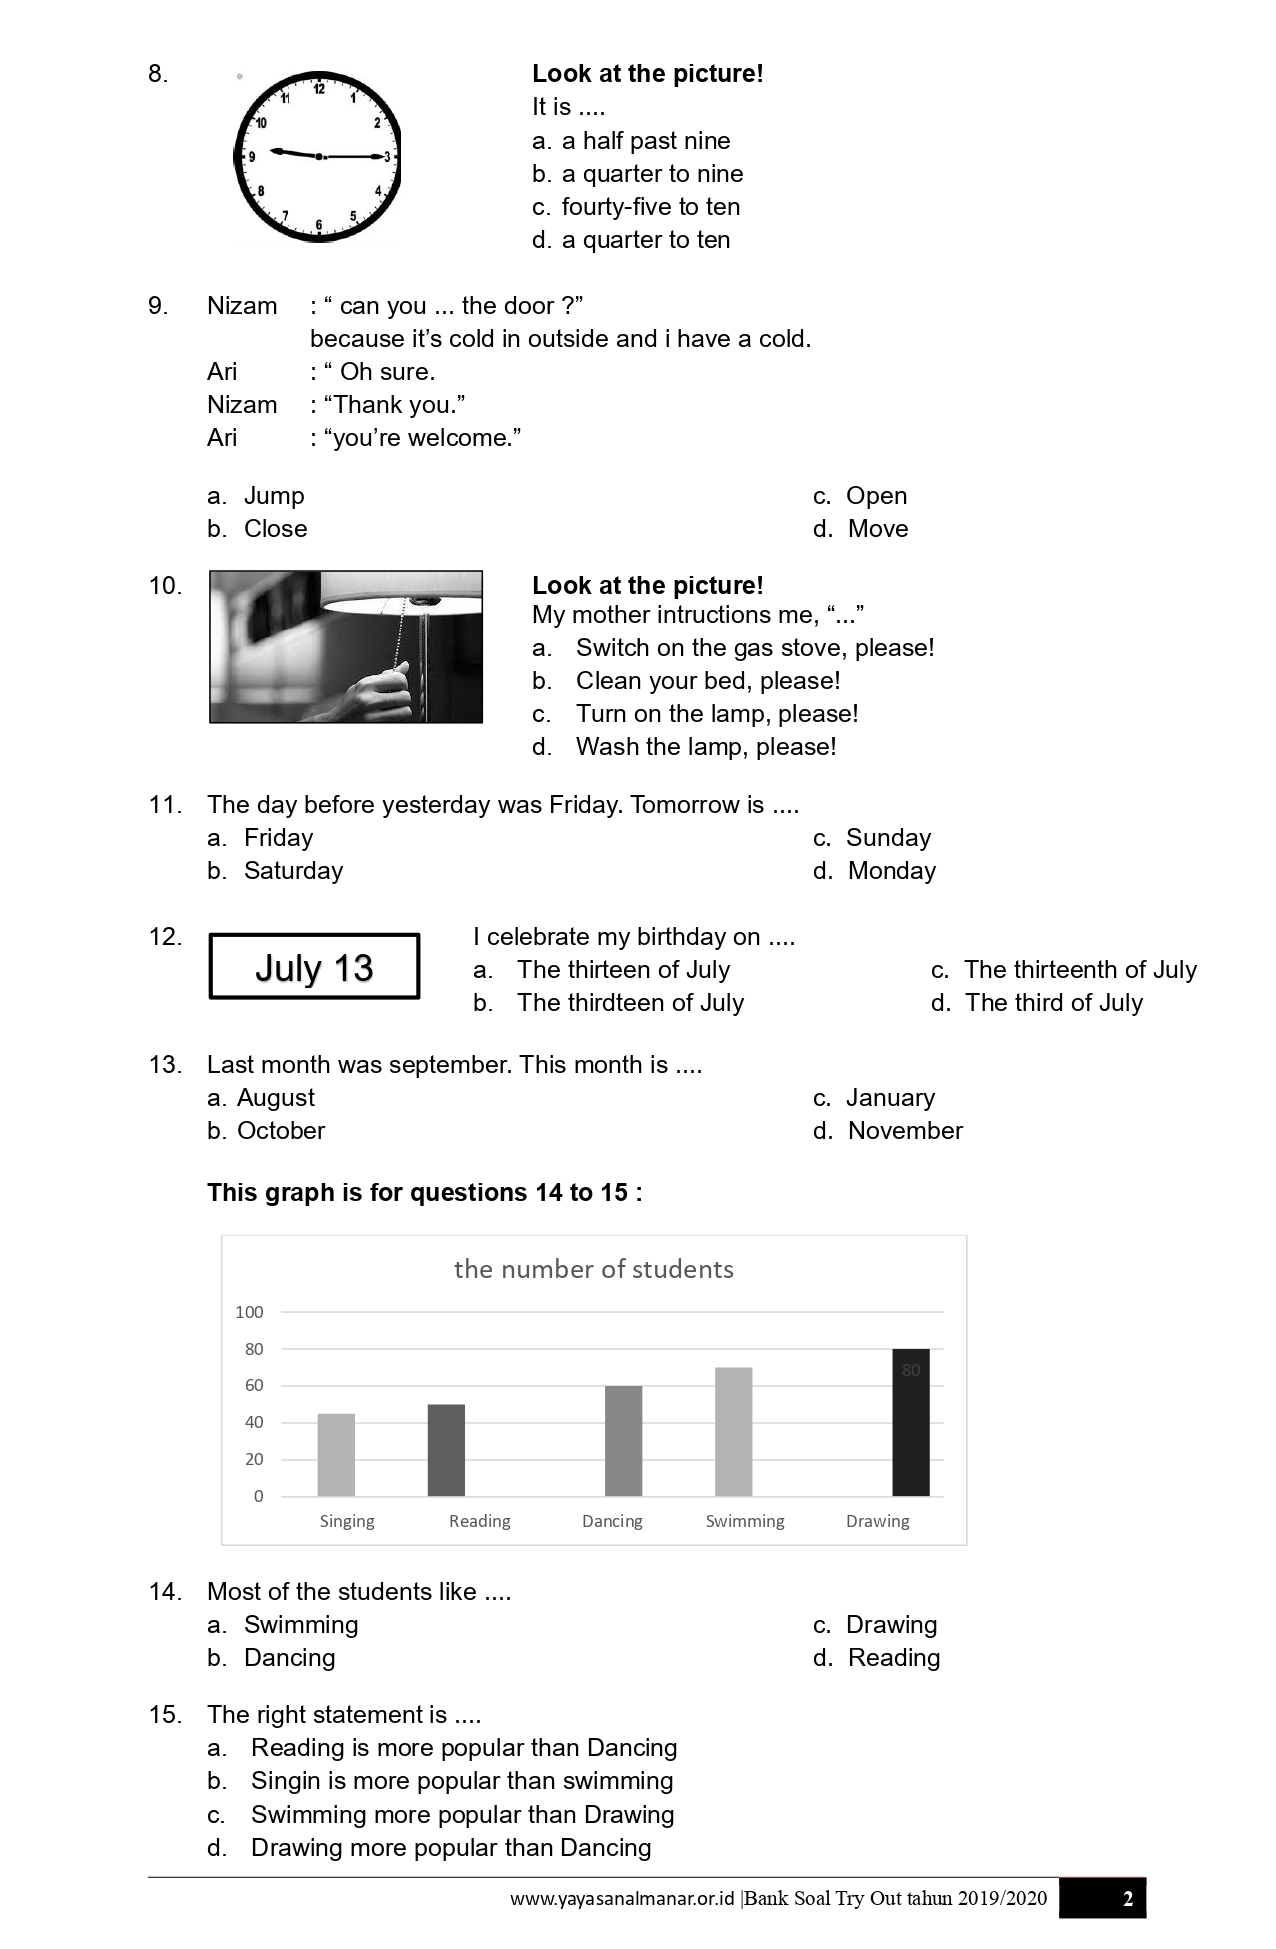 8.
12
11 1
10 2
9 3
8 4
7 5
6
Look at the picture!
It is ....
a. a half past nine
b. a quarter to nine
c. fourty-five to ten
d. a quarter to ten
9. Nizam : “ can you ... the door ?”
because it’s cold in outside and i have a cold.
Ari : “ Oh sure.
Nizam : “Thank you.”
Ari : “you’re welcome.”
a. Jump c. Open
b. Close d. Move
10. Look at the picture!
My mother intructions me, “...”
a. Switch on the gas stove, please!
b. Clean your bed, please!
c. Turn on the lamp, please!
d. Wash the lamp, please!
11. The day before yesterday was Friday. Tomorrow is ....
a. Friday c. Sunday
b. Saturday d. Monday
12. July 13
I celebrate my birthday on ....
a. The thirteen of July c. The thirteenth of July
b. The thirdteen of July d. The third of July
13. Last month was september. This month is ....
a. August c. January
b. October d. November
This graph is for questions 14 to 15 :
the number of students
100
80
80
60
40
20
0
Singing Reading Dancing Swimming Drawing
14. Most of the students like ....
a. Swimming c. Drawing
b. Dancing d. Reading
15. The right statement is ....
a. Reading is more popular than Dancing
b. Singin is more popular than swimming
c. Swimming more popular than Drawing
d. Drawing more popular than Dancing
www.yayasanalmanar.or.id |Bank Soal Try Out tahun 2019/2020 2